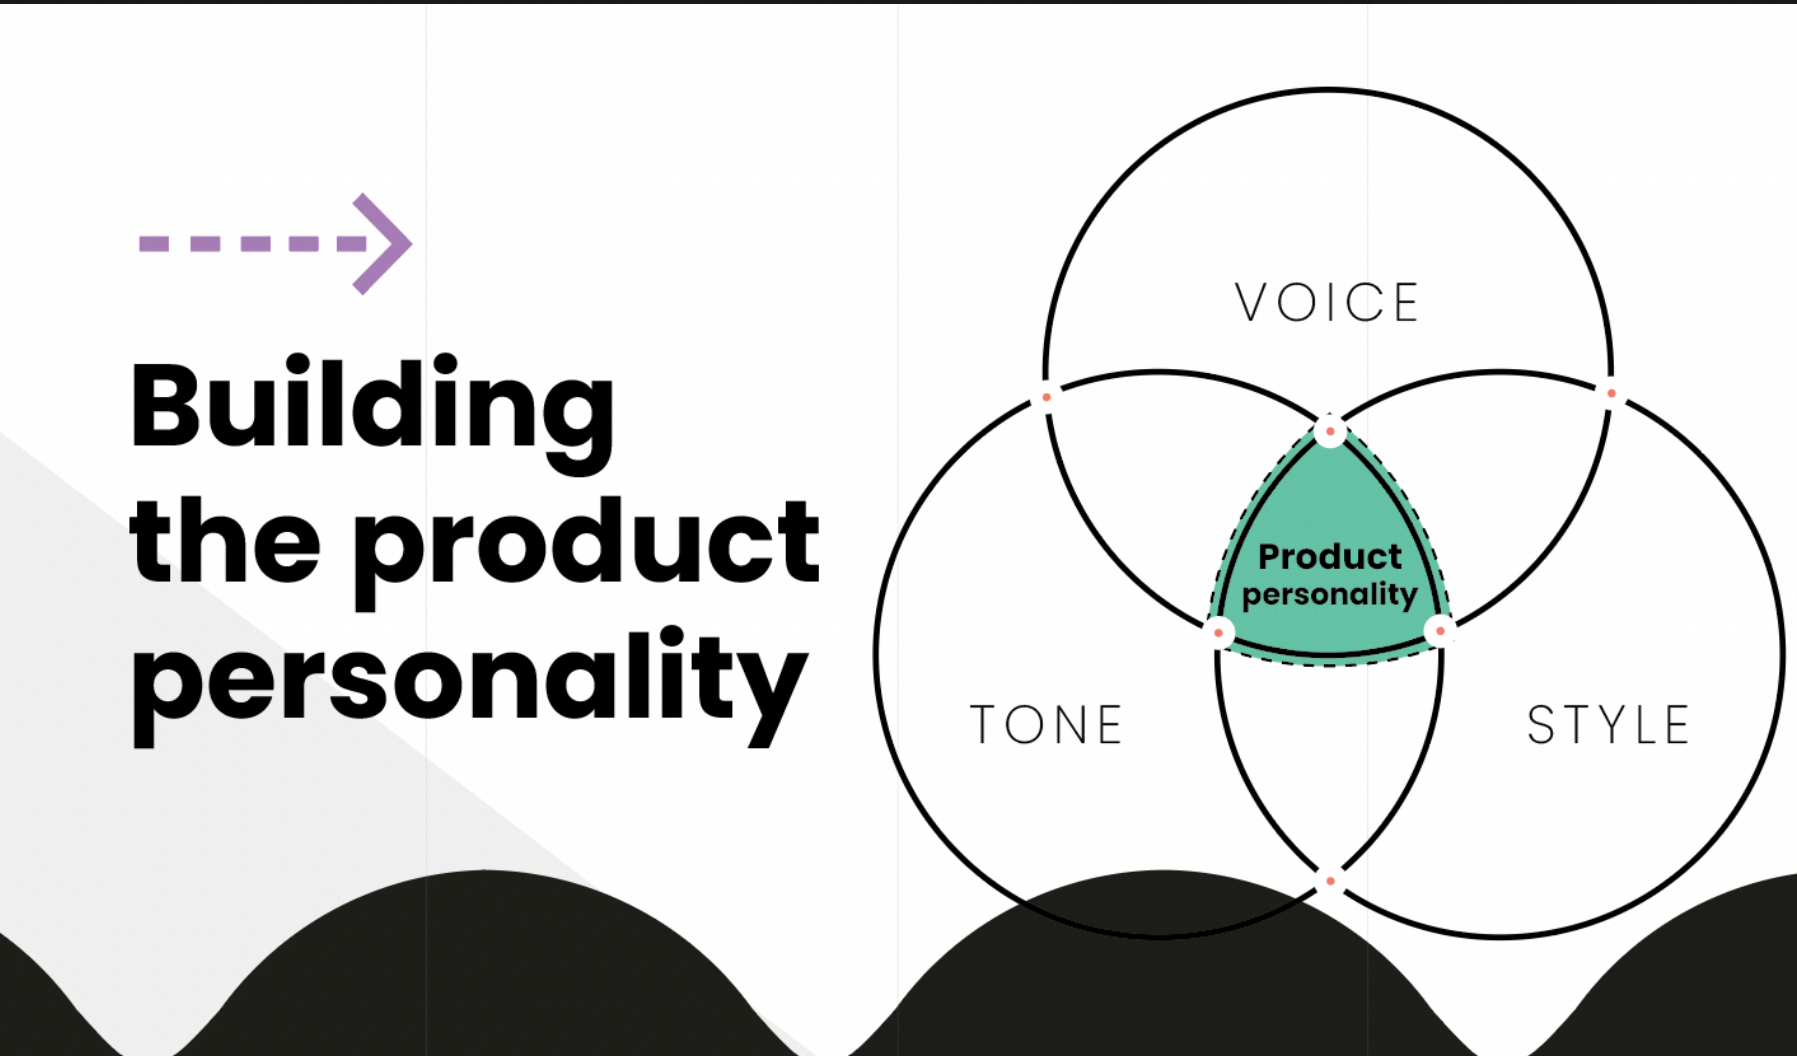 Building
the product
personality
VOICE
Product
personality
TONE
STYLE